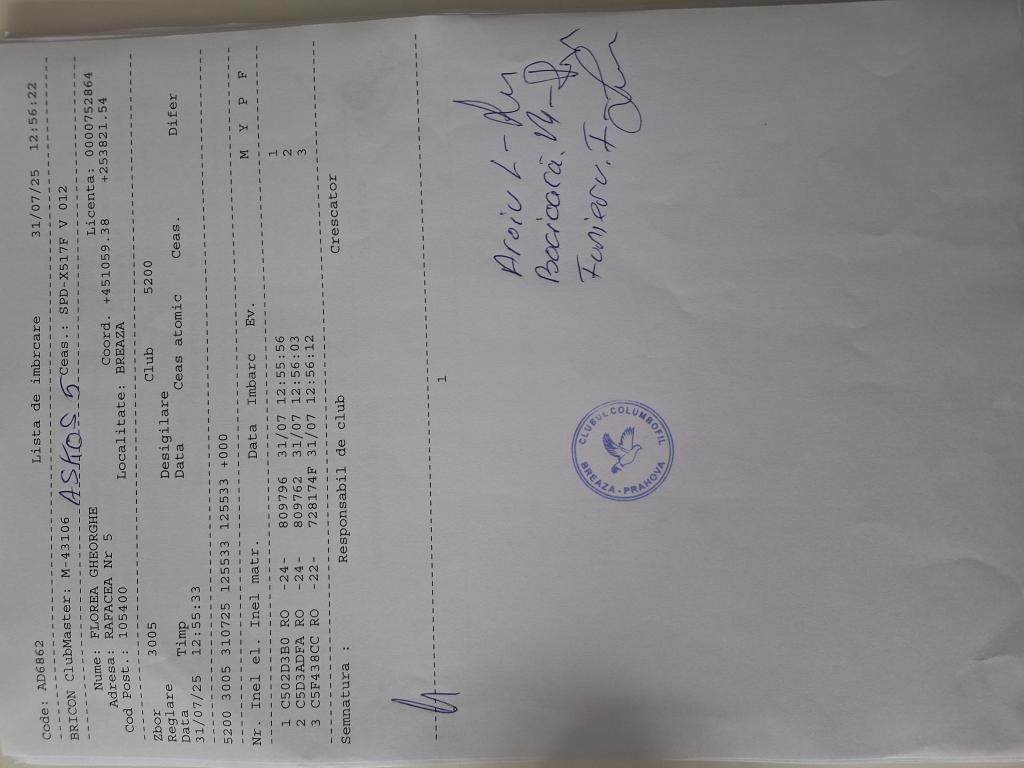 Code: AD6862 Lista de imbrcare 31/07/25 12:56:22
BRICON ClubMaster: M-43106 ASKOS 5 Ceas.: SPD-X517F V 012
Nume: FLOREA GHEORGHE Licenta: 0000752864
Adresa: RAFACEA Nr 5 Coord. +451059.38 +253821.54
Cod Post.: 105400 Localitate: BREAZA
Zbor 3005 Club 5200
Reglare Desigilare
Data Timp Data Ceas atomic Ceas. Difer
31/07/25 12:55:33
5200 3005 310725 125533 125533 +000
Nr. Inel el. Inel matr. Data Imbarc Ev. M Y P F
1 C502D3B0 RO -24- 809796 31/07 12:55:56 1
2 C5D3ADFA RO -24- 809762 31/07 12:56:03 2
3 C5F438CC RO -22- 728174F 31/07 12:56:12 3
Semnatura : Responsabil de club Crescator
1
Aroiu L -
CLUBUL COLUMBOFIL
BREAZA - PRAHOVA